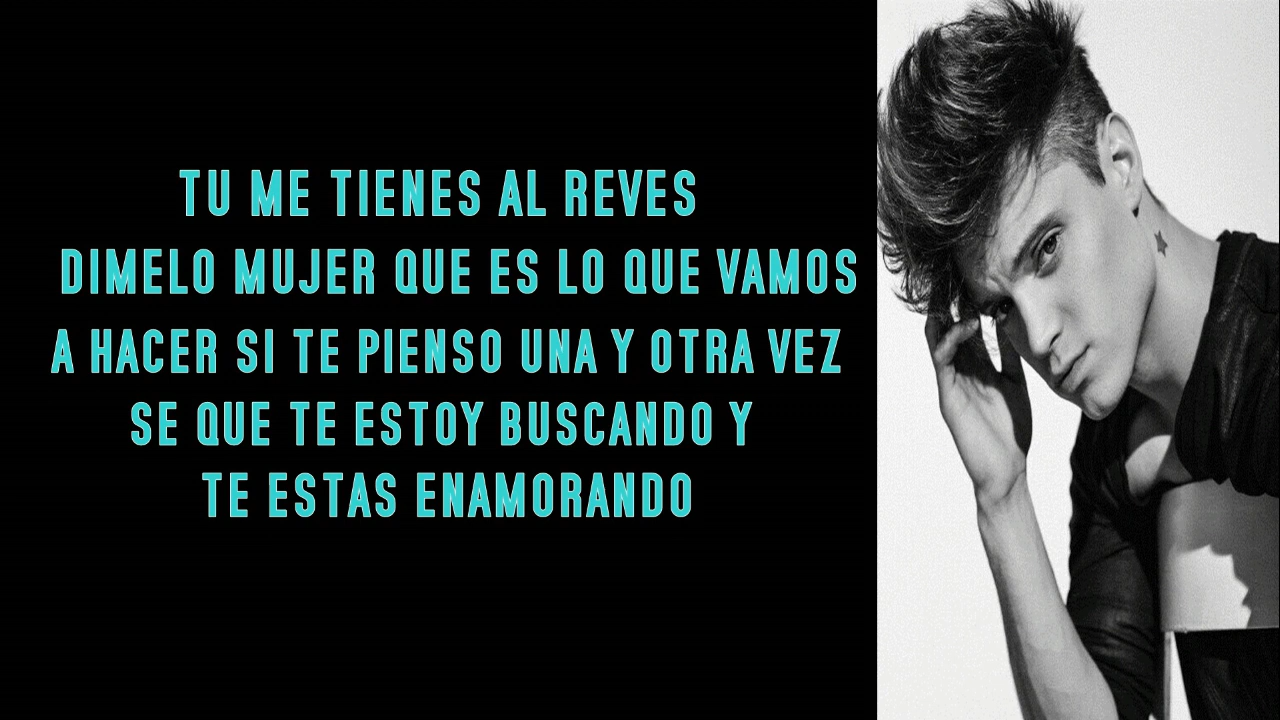 TU ME TIENES AL REVES
DIMELO MUJER QUE ES LO QUE VAMOS
A HACER SI TE PIENSO UNA Y OTRA VEZ
SE QUE TE ESTOY BUSCANDO Y
TE ESTAS ENAMORANDO